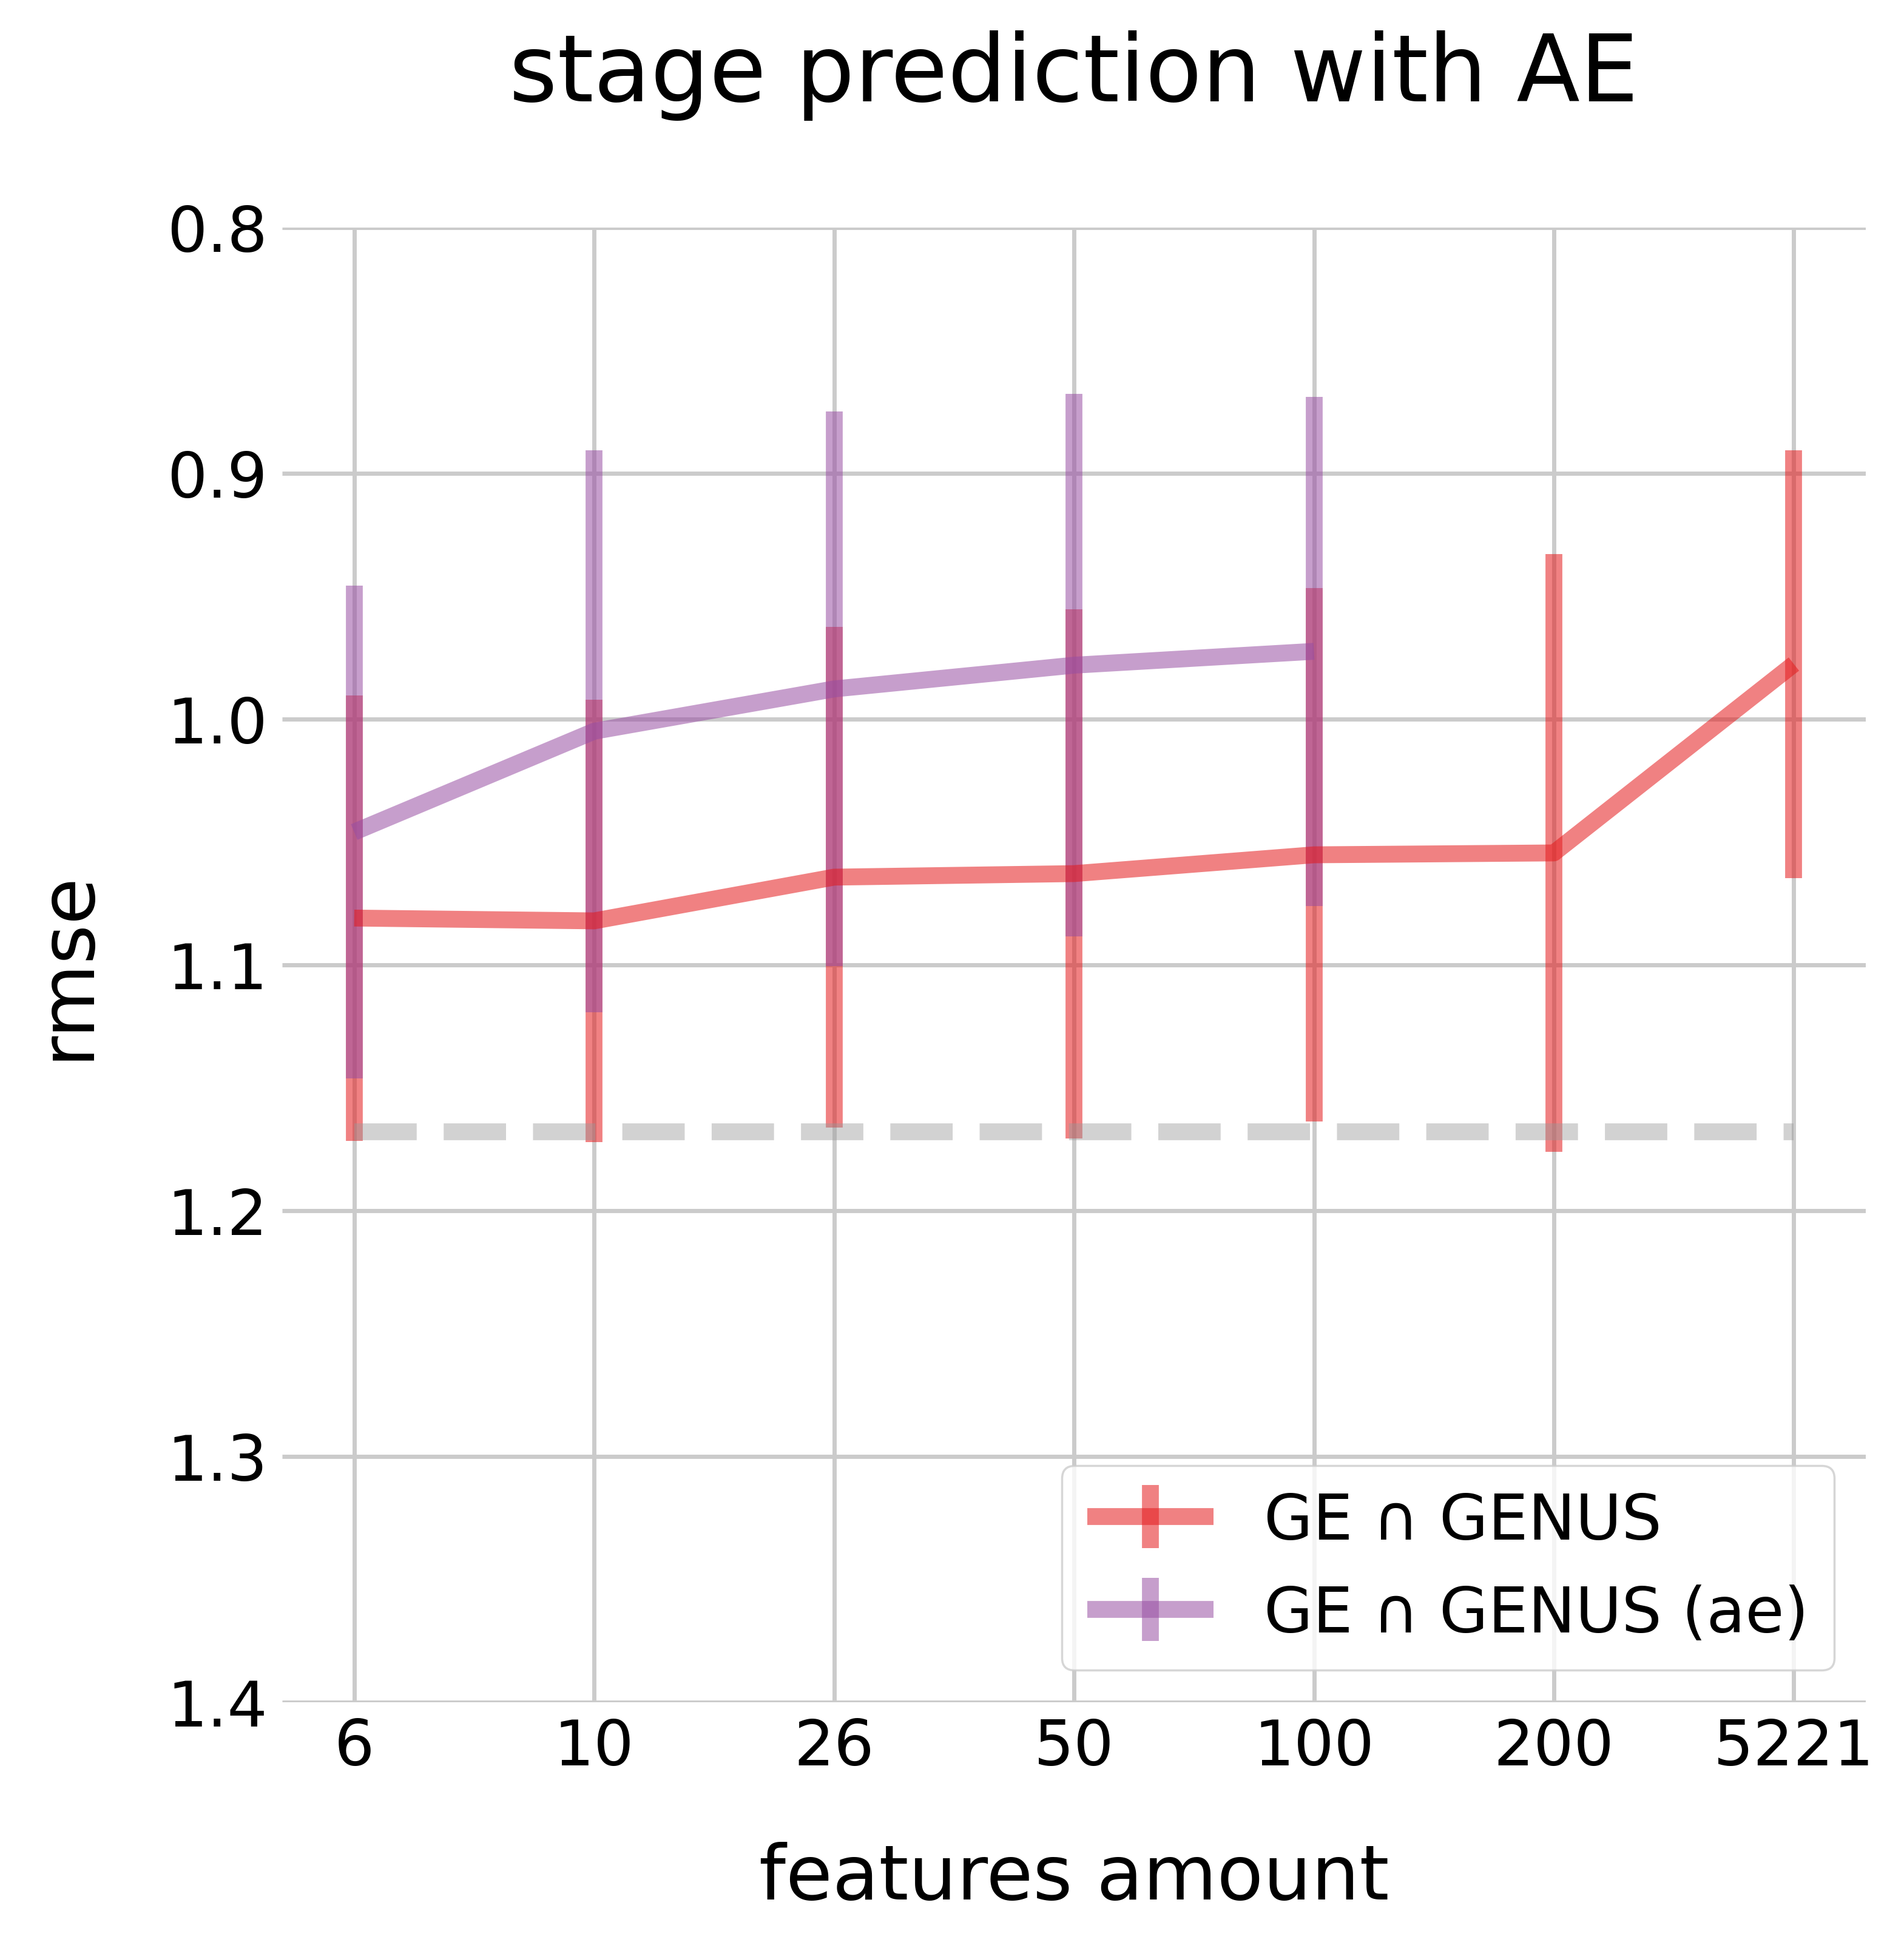 stage prediction with AE
0.8
0.9
1.0
1.1
1.2
1.3
1.4
rmse
GE ∩ GENUS
GE ∩ GENUS (ae)
6 10 26 50 100 200 5221
features amount